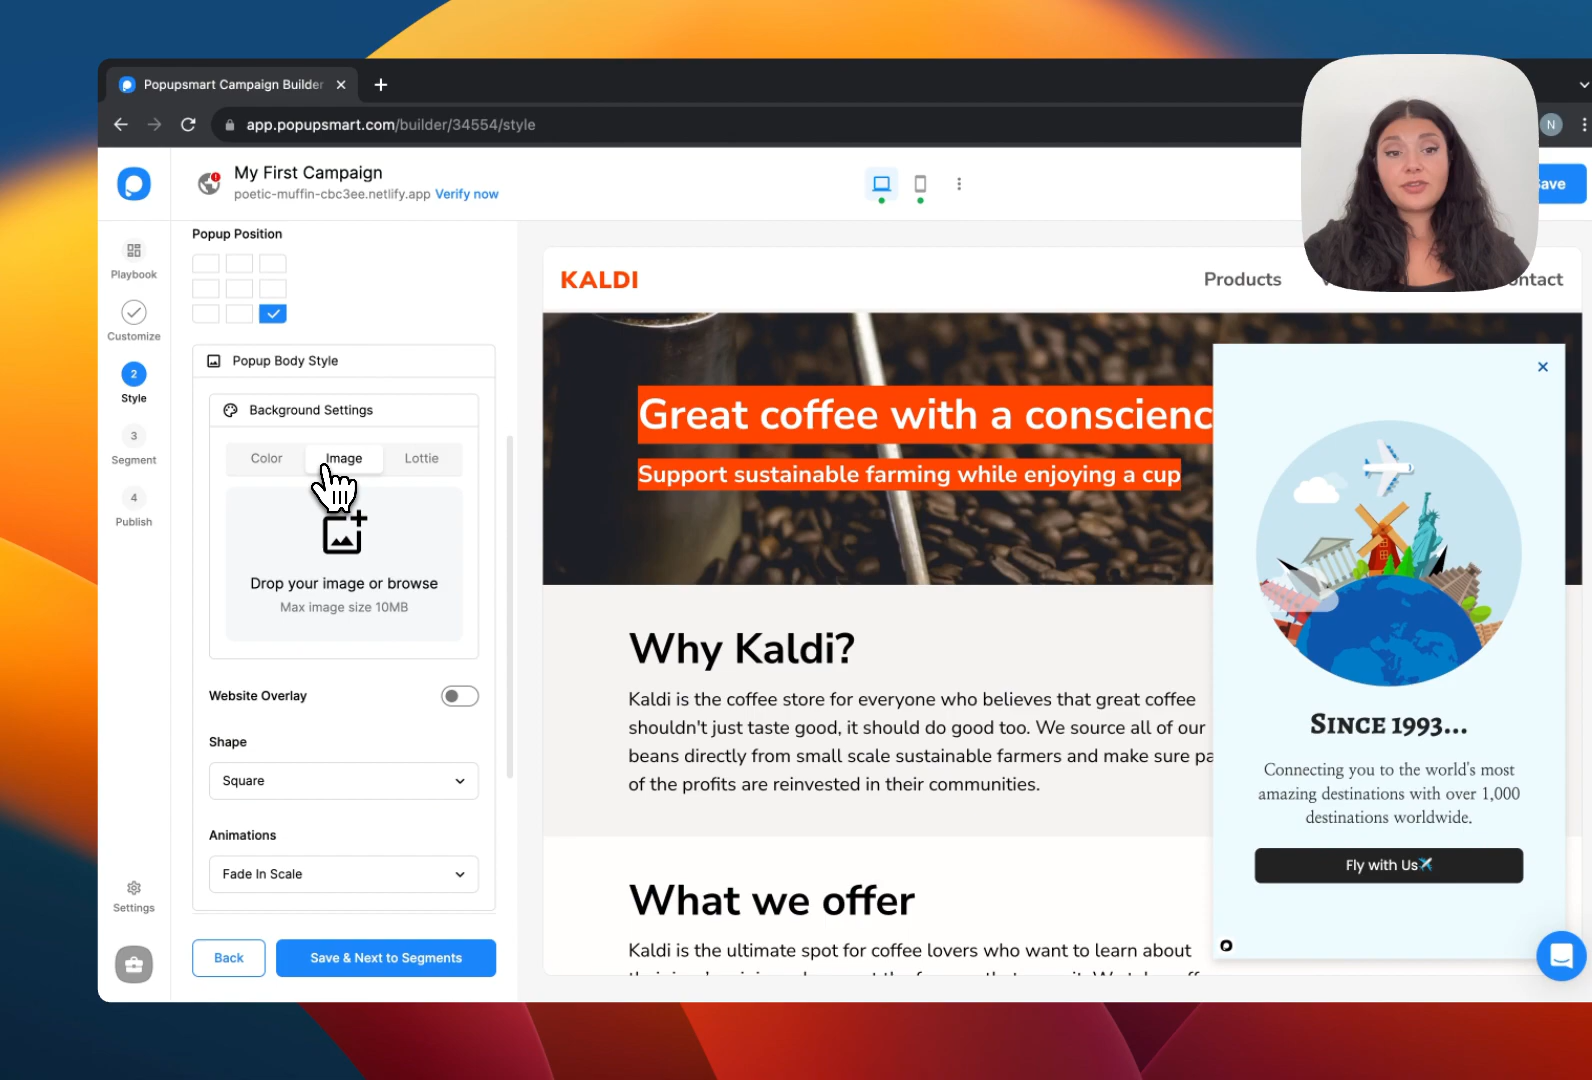 Popupsmart Campaign Builder
app.popupsmart.com/builder/34554/style
N
My First Campaign
poetic-muffin-cbc3ee.netlify.app Verify now
Save
Playbook
Customize
2
Style
3
Segment
4
Publish
Settings
Popup Position
Popup Body Style
Background Settings
Color
Image
Lottie
Drop your image or browse
Max image size 10MB
Website Overlay
Shape
Square
Animations
Fade In Scale
Back
Save & Next to Segments
KALDI
Products
ontact
Great coffee with a conscienc
Support sustainable farming while enjoying a cup
Why Kaldi?
Kaldi is the coffee store for everyone who believes that great coffee
shouldn't just taste good, it should do good too. We source all of our
beans directly from small scale sustainable farmers and make sure pa
of the profits are reinvested in their communities.
What we offer
Kaldi is the ultimate spot for coffee lovers who want to learn about
Since 1993...
Connecting you to the world's most
amazing destinations with over 1,000
destinations worldwide.
Fly with Us✈️